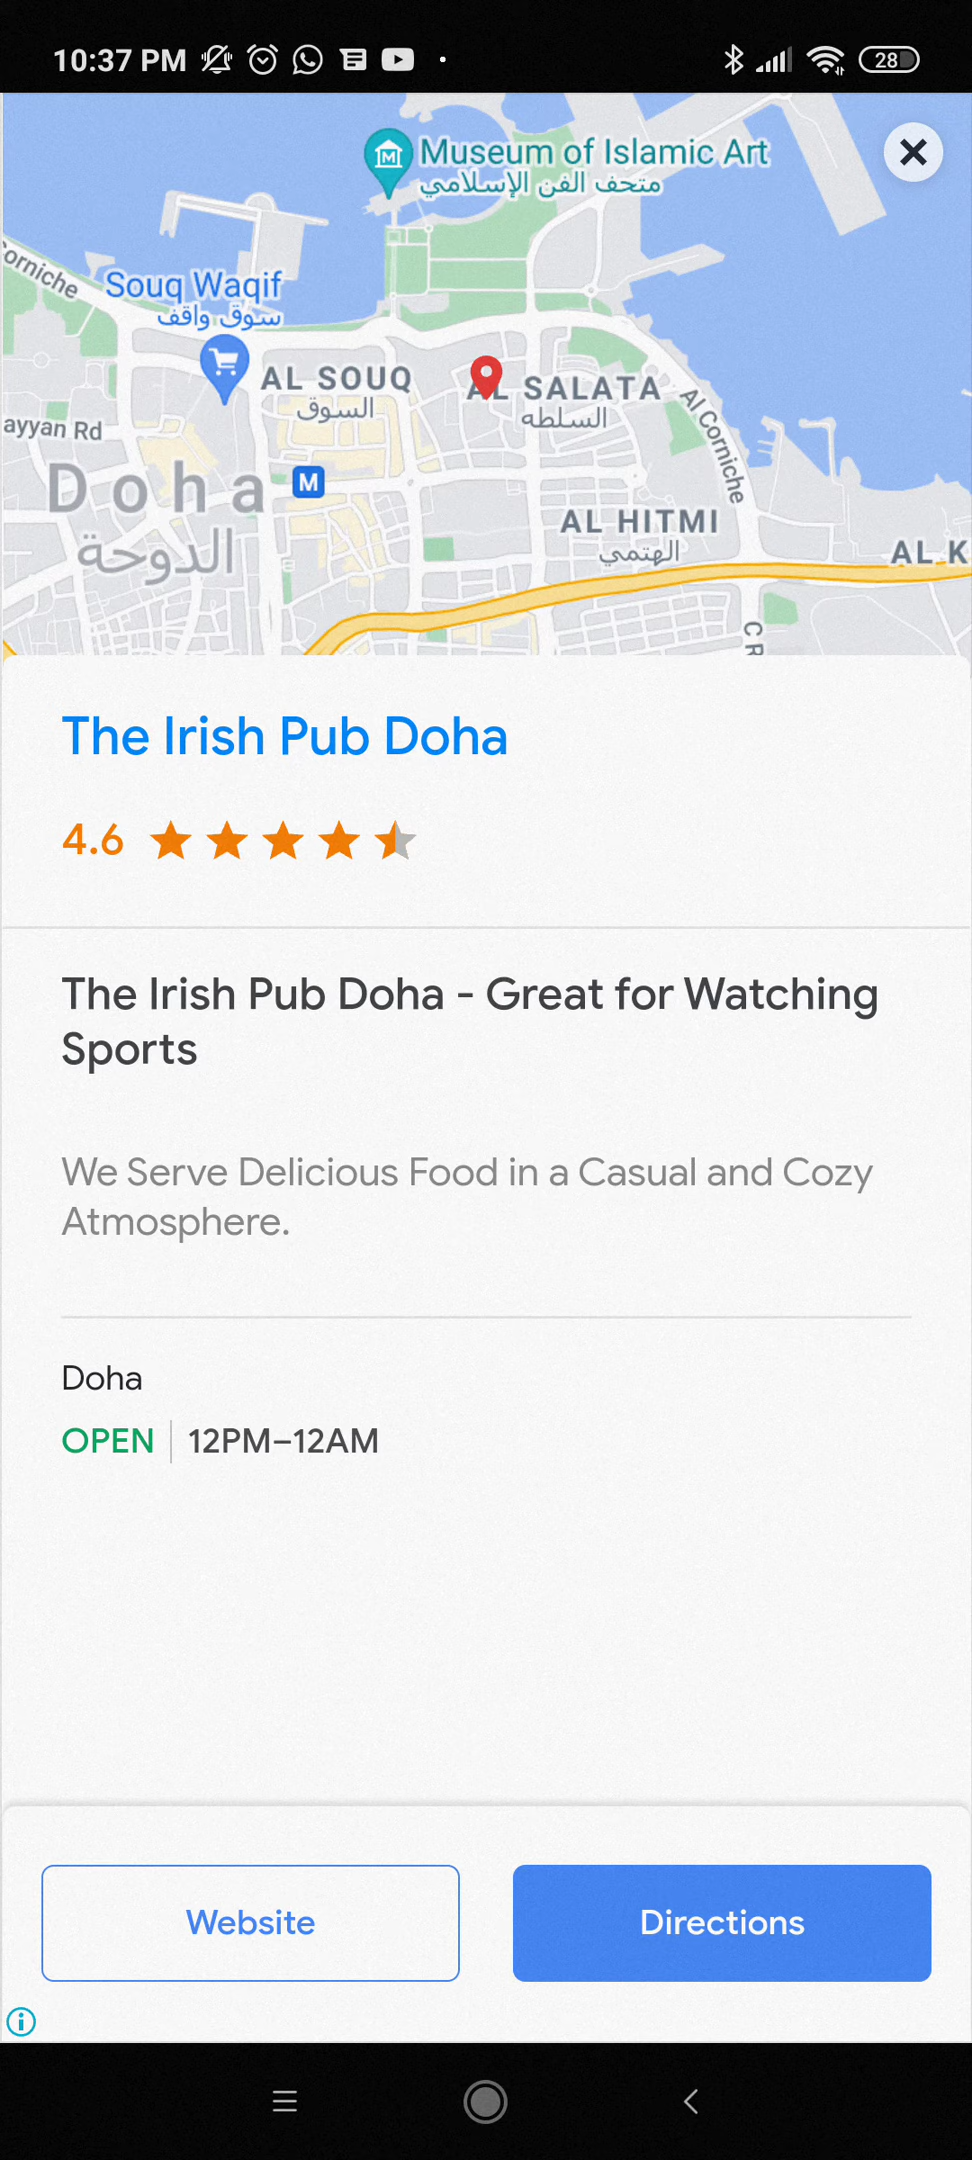 10:37 PM
28
Museum of Islamic Art
متحف الفن الإسلامي
Corniche
Souq Waqif
سوق واقف
AL SOUQ
السوق
AL SALATA
السلطه
Al Corniche
ayyan Rd
Doha
الدوحة
M
AL HITMI
الهتمي
AL K
C R
The Irish Pub Doha
4.6
The Irish Pub Doha - Great for Watching
Sports
We Serve Delicious Food in a Casual and Cozy
Atmosphere.
Doha
OPEN | 12PM–12AM
Website
Directions